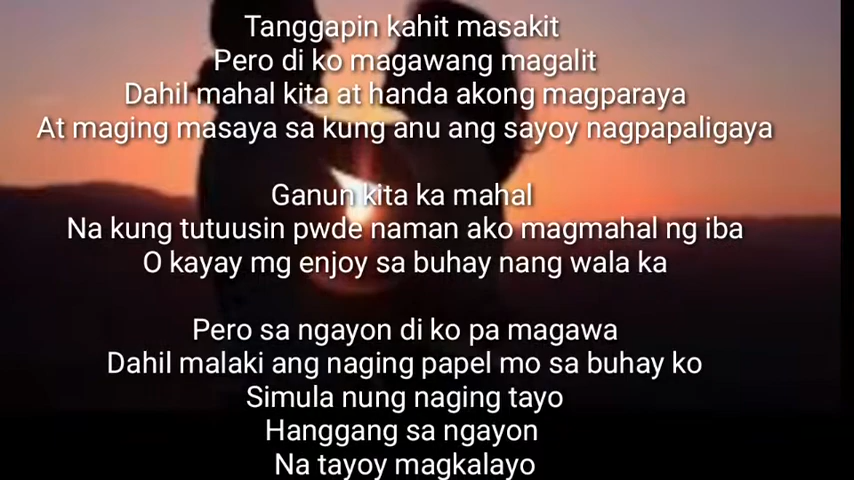 Tanggapin kahit masakit
Pero di ko magawang magalit
Dahil mahal kita at handa akong magparaya
At maging masaya sa kung anu ang sayoy nagpapaligaya
Ganun kita ka mahal
Na kung tutuusin pwde naman ako magmahal ng iba
O kayay mg enjoy sa buhay nang wala ka
Pero sa ngayon di ko pa magawa
Dahil malaki ang naging papel mo sa buhay ko
Simula nung naging tayo
Hanggang sa ngayon
Na tayoy magkalayo